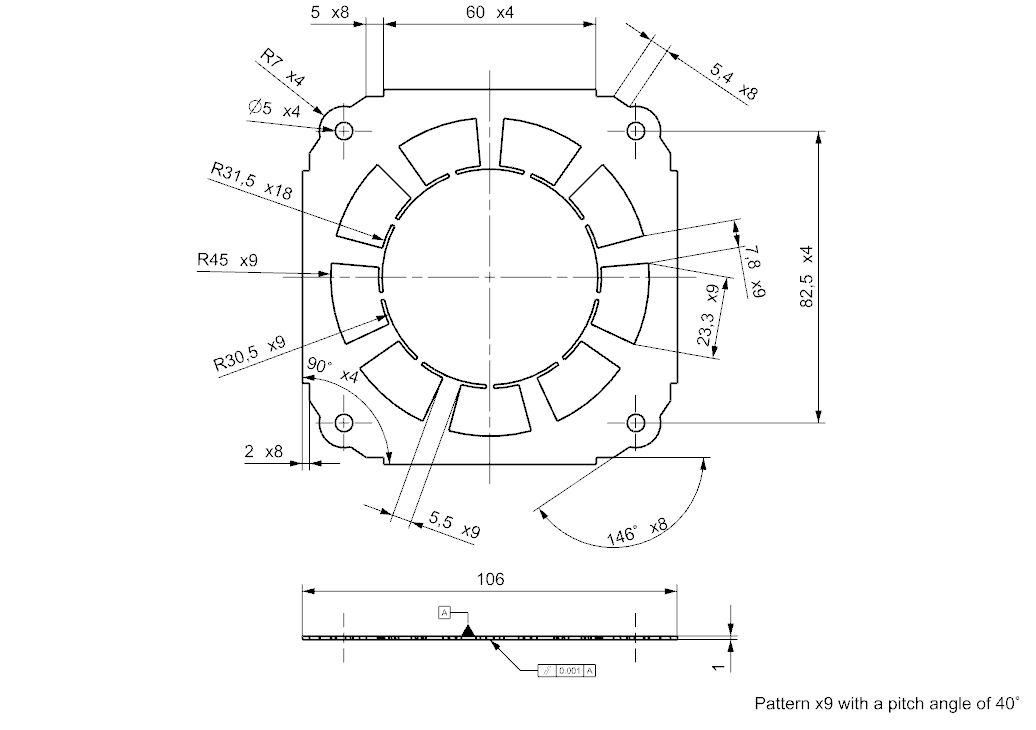 5 x8
60 x4
5,4 x8
R7 x4
Ø5 x4
R31,5 x18
R45 x9
7,8 x9
82,5 x4
23,3 x9
R30,5 x9
90° x4
2 x8
5,5 x9
146° x8
106
A
1
⫽ 0.001 A
Pattern x9 with a pitch angle of 40°